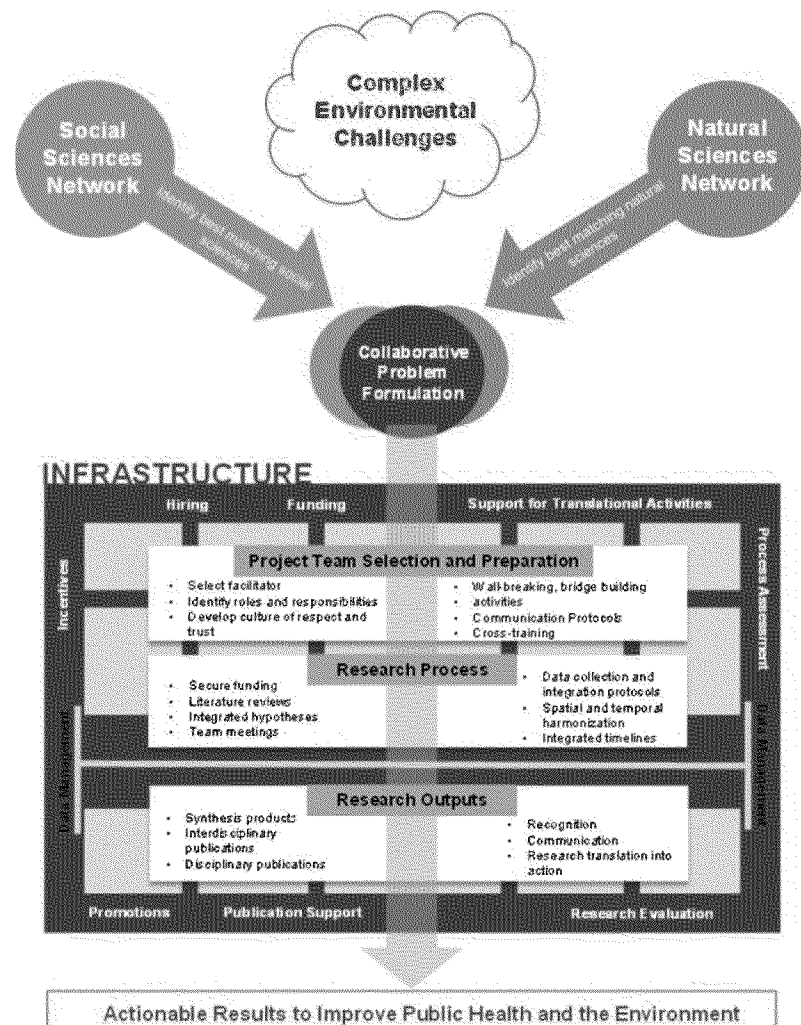 Complex
Environmental
Challenges
Social
Sciences
Network
Natural
Sciences
Network
Identify best matching social
sciences
Identify best matching natural
sciences
Collaborative
Problem
Formulation
INFRASTRUCTURE
Hiring
Funding
Support for Translational Activities
Incentives
Process Assessment
Project Team Selection and Preparation
• Select facilitator
• Identify roles and responsibilities
• Develop culture of respect and
trust
• Wall-breaking, bridge building
• activities
• Communication Protocols
• Cross-training
Research Process
• Secure funding
• Literature reviews
• Integrated hypotheses
• Team meetings
• Data collection and
integration protocols
• Spatial and temporal
harmonization
• Integrated timelines
Data Management
Data Management
Research Outputs
• Synthesis products
• Interdisciplinary
publications
• Disciplinary publications
• Recognition
• Communication
• Research translation into
action
Promotions
Publication Support
Research Evaluation
Actionable Results to Improve Public Health and the Environment